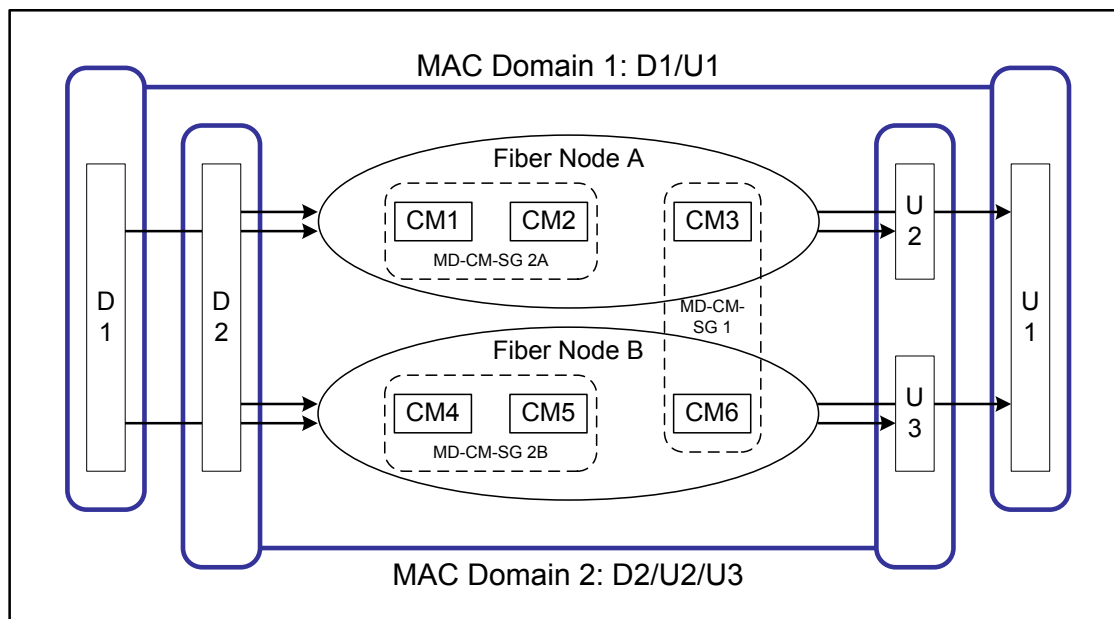 MAC Domain 1: D1/U1
Fiber Node A
CM1
CM2
CM3
MD-CM-SG 2A
U
2
D
1
D
2
MD-CM-
SG 1
U
1
Fiber Node B
CM4
CM5
CM6
MD-CM-SG 2B
U
3
MAC Domain 2: D2/U2/U3